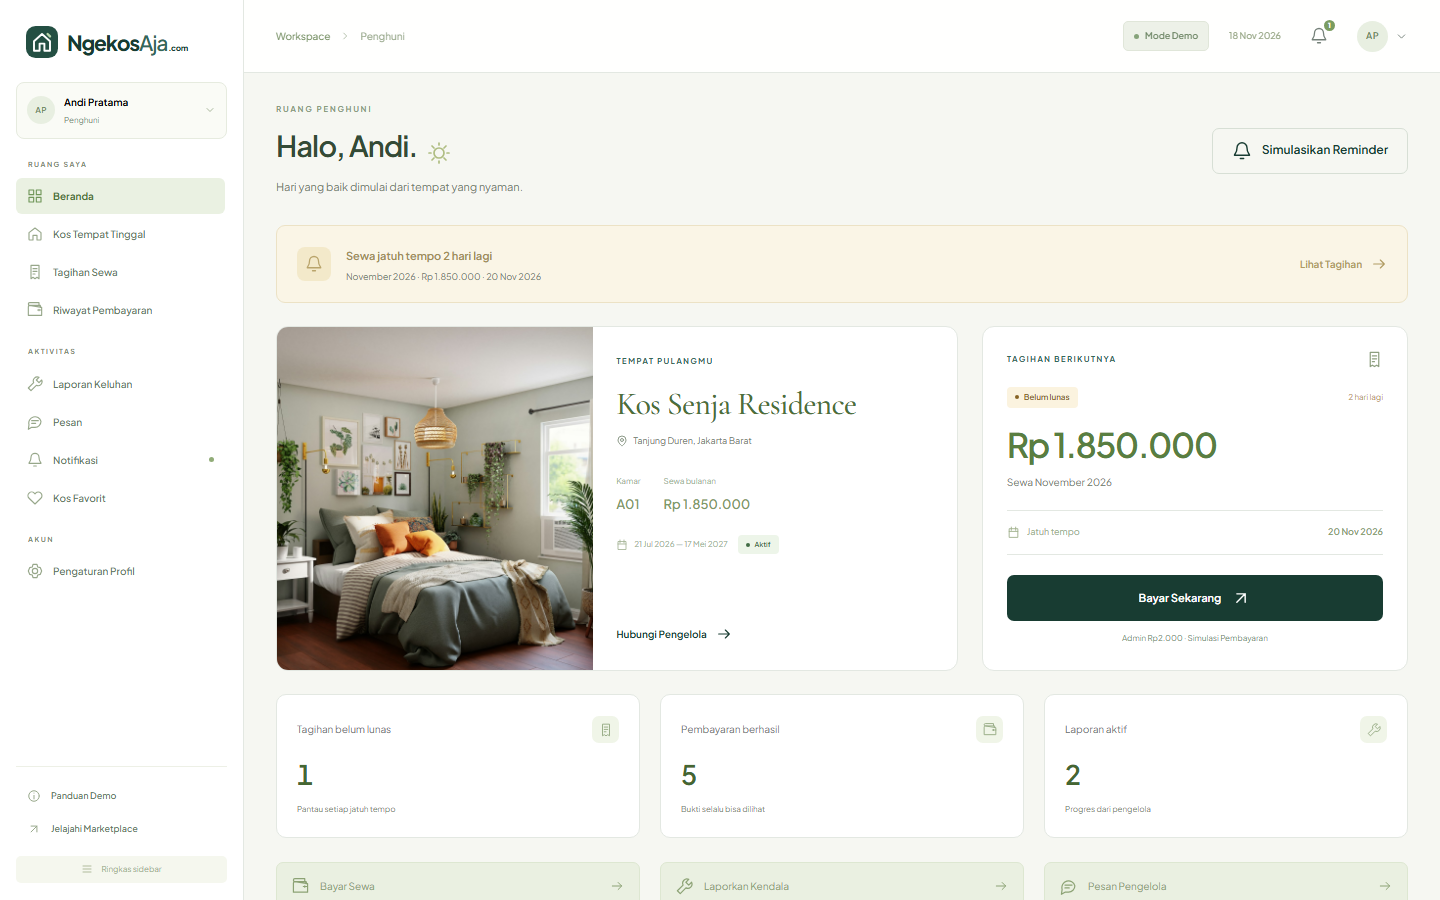 NgekosAja.com
AP
Andi Pratama
Penghuni
RUANG SAYA
Beranda
Kos Tempat Tinggal
Tagihan Sewa
Riwayat Pembayaran
AKTIVITAS
Laporan Keluhan
Pesan
Notifikasi
Kos Favorit
AKUN
Pengaturan Profil
Panduan Demo
Jelajahi Marketplace
Ringkas sidebar
Workspace
Penghuni
Mode Demo
18 Nov 2026
1
AP
RUANG PENGHUNI
Halo, Andi.
Hari yang baik dimulai dari tempat yang nyaman.
Simulasikan Reminder
Sewa jatuh tempo 2 hari lagi
November 2026 · Rp 1.850.000 · 20 Nov 2026
Lihat Tagihan
TEMPAT PULANGMU
Kos Senja Residence
Tanjung Duren, Jakarta Barat
Kamar
Sewa bulanan
A01
Rp 1.850.000
21 Jul 2026 — 17 Mei 2027
Aktif
Hubungi Pengelola
TAGIHAN BERIKUTNYA
Belum lunas
2 hari lagi
Rp 1.850.000
Sewa November 2026
Jatuh tempo
20 Nov 2026
Bayar Sekarang
Admin Rp2.000 · Simulasi Pembayaran
Tagihan belum lunas
1
Pantau setiap jatuh tempo
Pembayaran berhasil
5
Bukti selalu bisa dilihat
Laporan aktif
2
Progres dari pengelola
Bayar Sewa
Laporkan Kendala
Pesan Pengelola